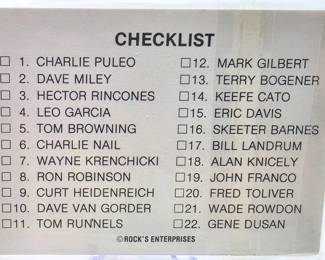 CHECKLIST
☐ 1. CHARLIE PULEO
☐ 2. DAVE MILEY
☐ 3. HECTOR RINCONES
☐ 4. LEO GARCIA
☐ 5. TOM BROWNING
☐ 6. CHARLIE NAIL
☐ 7. WAYNE KRENCHICKI
☐ 8. RON ROBINSON
☐ 9. CURT HEIDENREICH
☐ 10. DAVE VAN GORDER
☐ 11. TOM RUNNELS
☐ 12. MARK GILBERT
☐ 13. TERRY BOGENER
☐ 14. KEEFE CATO
☐ 15. ERIC DAVIS
☐ 16. SKEETER BARNES
☐ 17. BILL LANDRUM
☐ 18. ALAN KNICELY
☐ 19. JOHN FRANCO
☐ 20. FRED TOLIVER
☐ 21. WADE ROWDON
☐ 22. GENE DUSAN
©ROCK'S ENTERPRISES